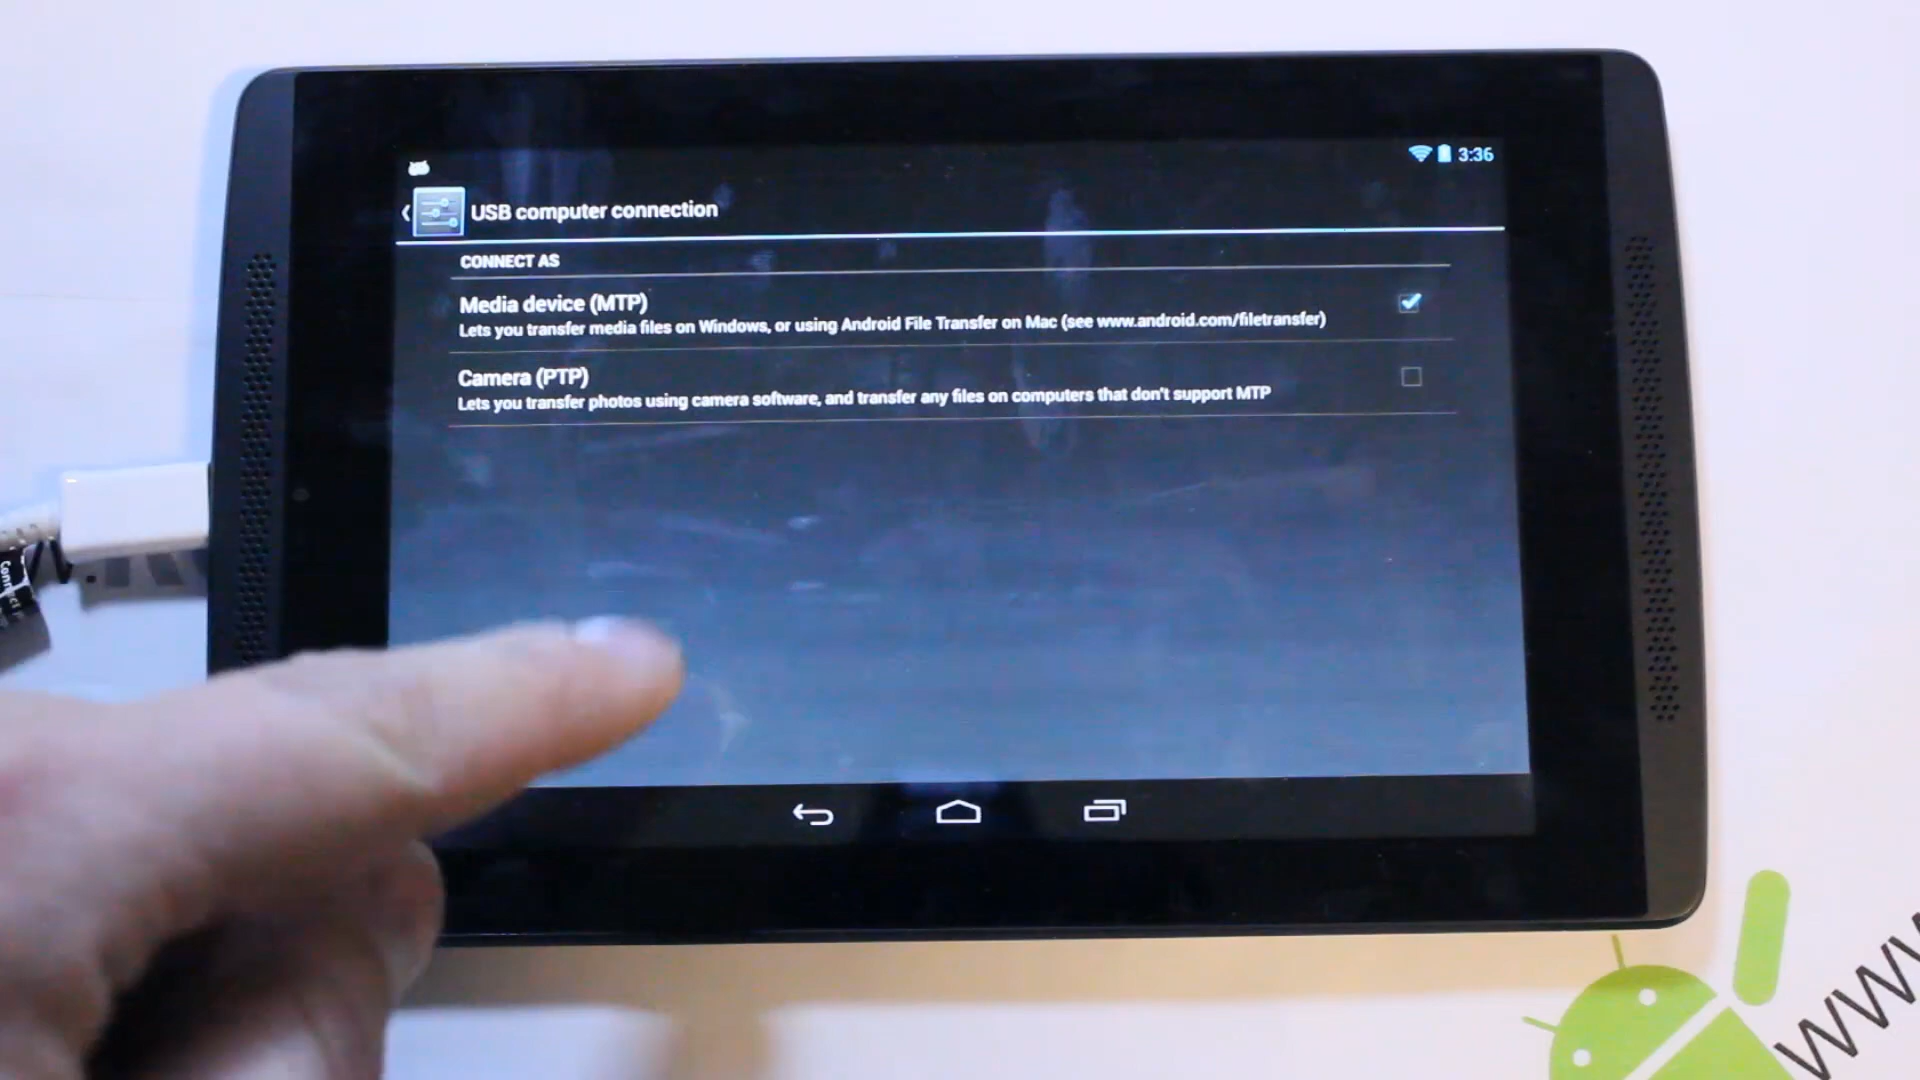 3:36
USB computer connection
CONNECT AS
Media device (MTP)
Lets you transfer media files on Windows, or using Android File Transfer on Mac (see www.android.com/filetransfer)
Camera (PTP)
Lets you transfer photos using camera software, and transfer any files on computers that don't support MTP
www